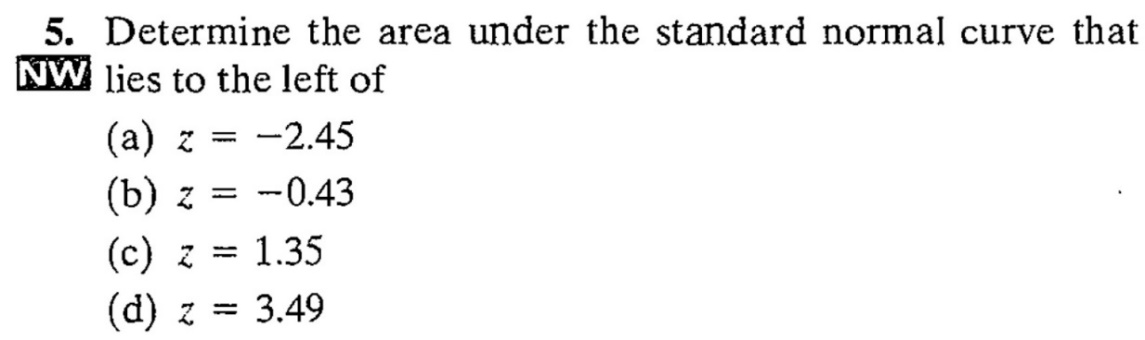 5. Determine the area under the standard normal curve that
NW lies to the left of
(a) z = −2.45
(b) z = −0.43
(c) z = 1.35
(d) z = 3.49